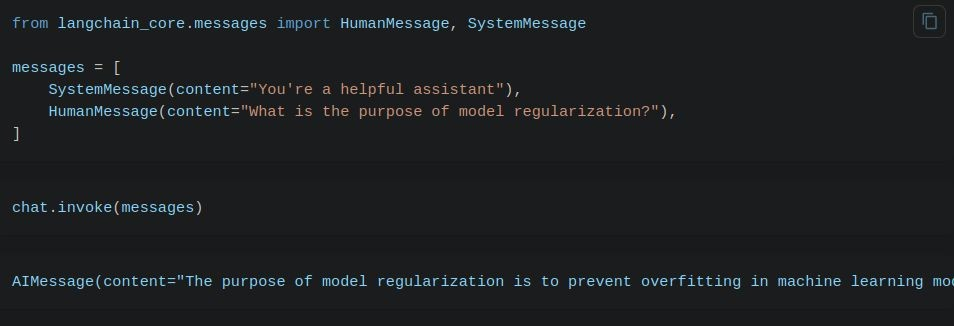 from langchain_core.messages import HumanMessage, SystemMessage
messages = [
    SystemMessage(content="You're a helpful assistant"),
    HumanMessage(content="What is the purpose of model regularization?"),
]
chat.invoke(messages)
AIMessage(content="The purpose of model regularization is to prevent overfitting in machine learning